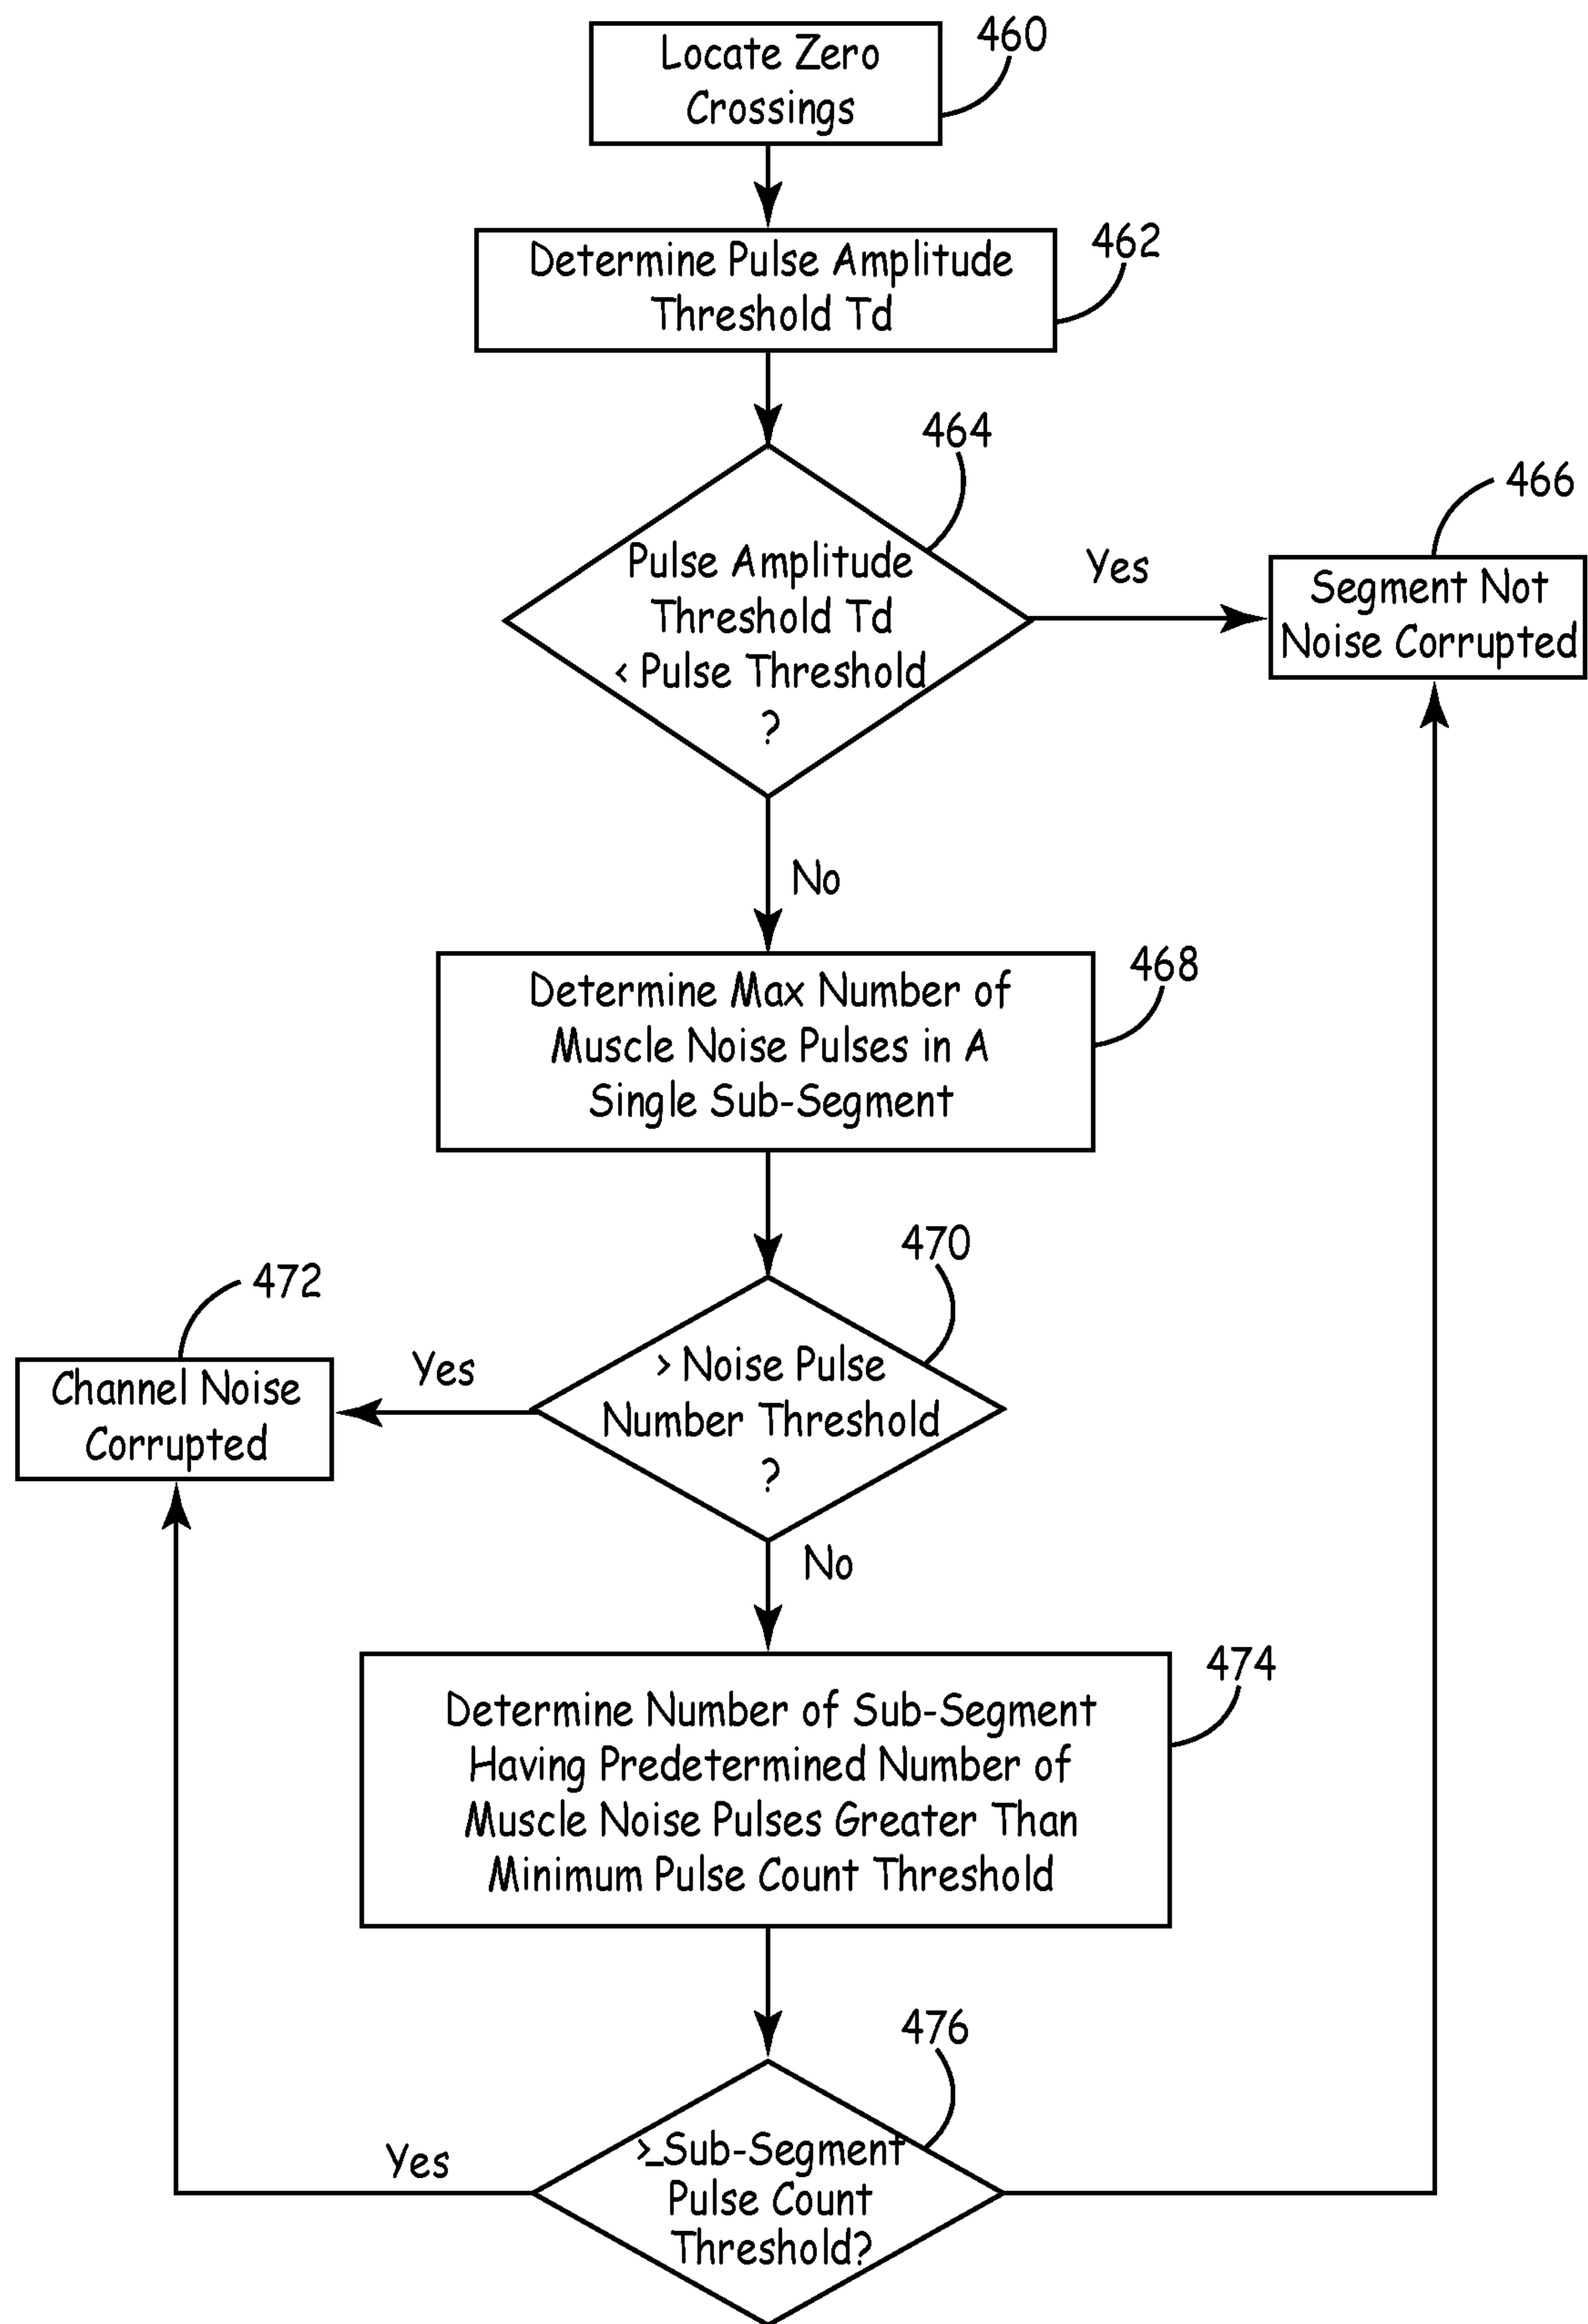 Locate Zero
Crossings
460
Determine Pulse Amplitude
Threshold Td
462
464
Pulse Amplitude
Threshold Td
< Pulse Threshold
?
Yes
466
Segment Not
Noise Corrupted
No
Determine Max Number of
Muscle Noise Pulses in A
Single Sub-Segment
468
470
> Noise Pulse
Number Threshold
?
Yes
472
Channel Noise
Corrupted
No
Determine Number of Sub-Segment
Having Predetermined Number of
Muscle Noise Pulses Greater Than
Minimum Pulse Count Threshold
474
476
>_Sub-Segment
Pulse Count
Threshold?
Yes